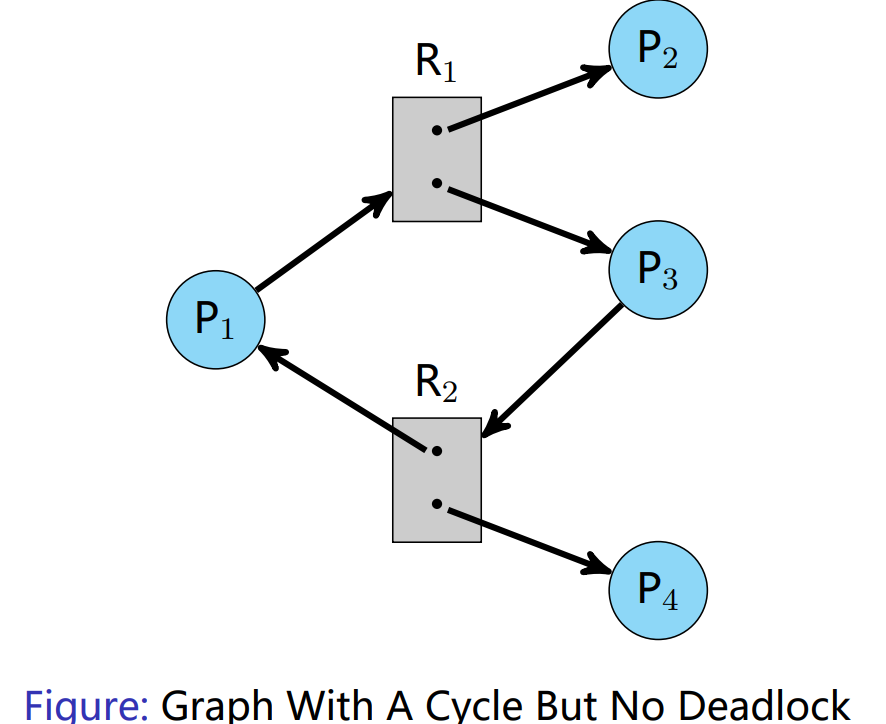 P₂
R₁
P₃
P₁
R₂
P₄
Figure: Graph With A Cycle But No Deadlock